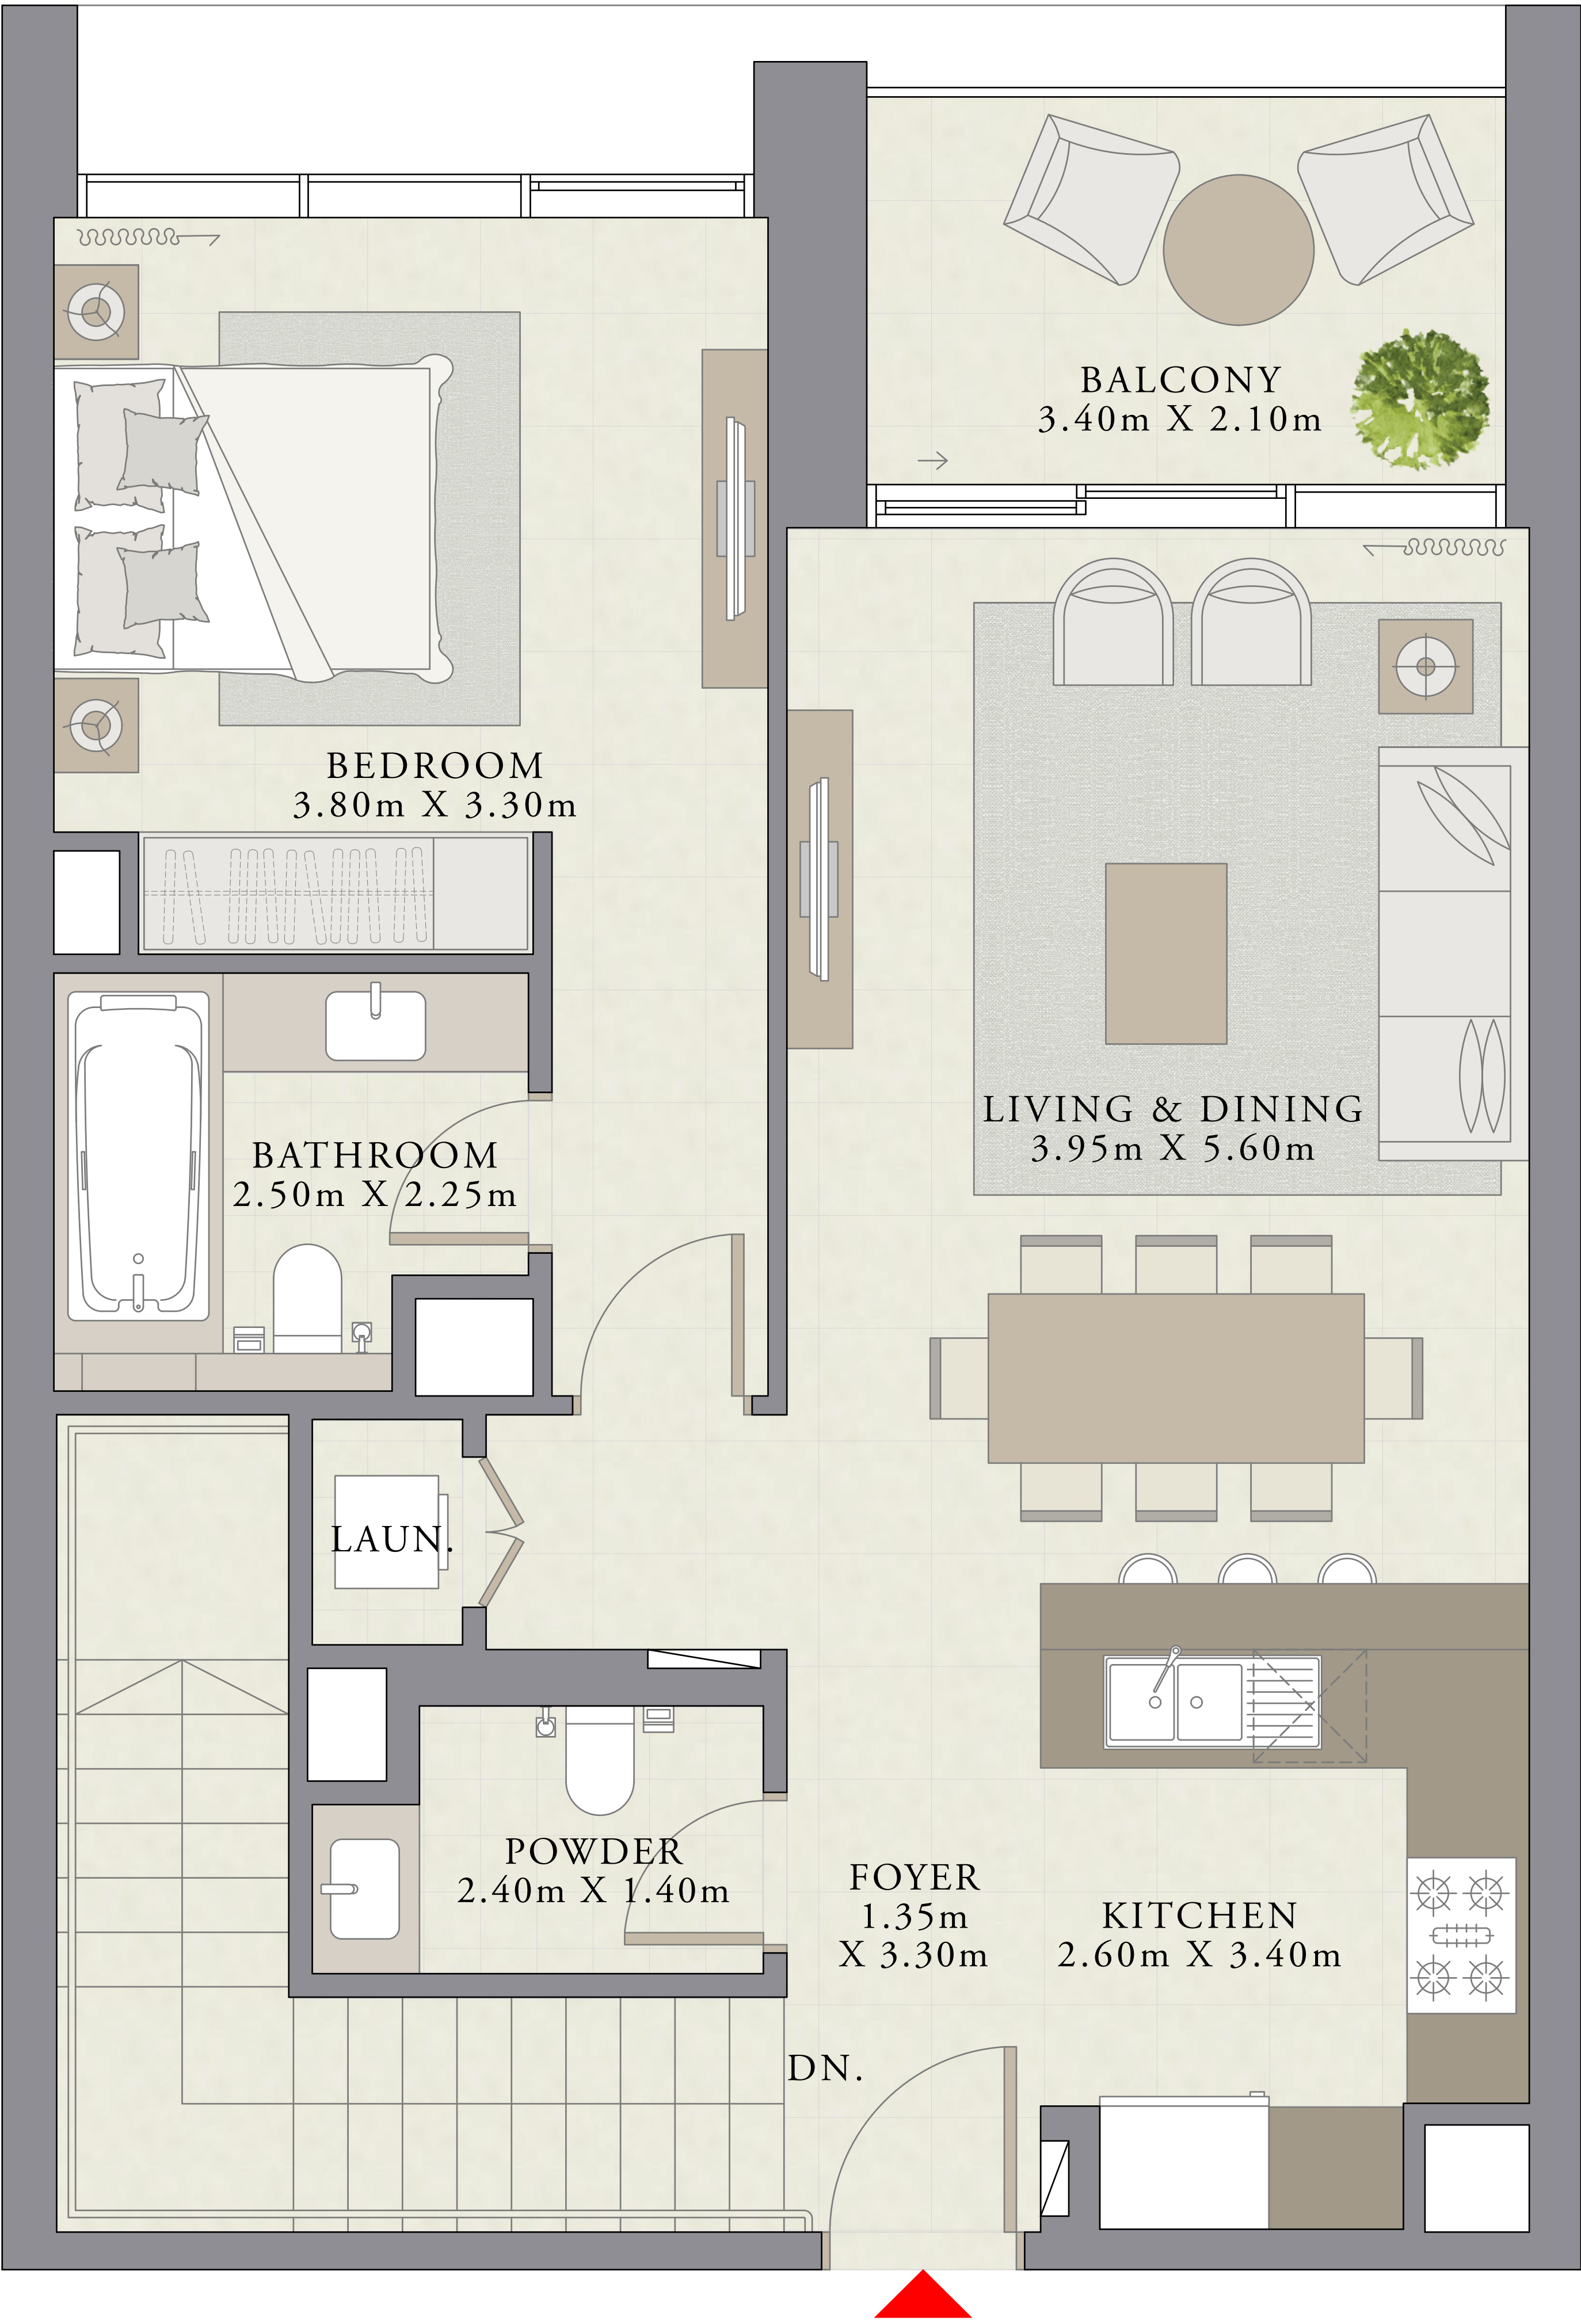 BALCONY
3.40m X 2.10m
BEDROOM
3.80m X 3.30m
LIVING & DINING
3.95m X 5.60m
BATHROOM
2.50m X 2.25m
LAUN.
POWDER
2.40m X 1.40m
FOYER
1.35m
X 3.30m
KITCHEN
2.60m X 3.40m
DN.